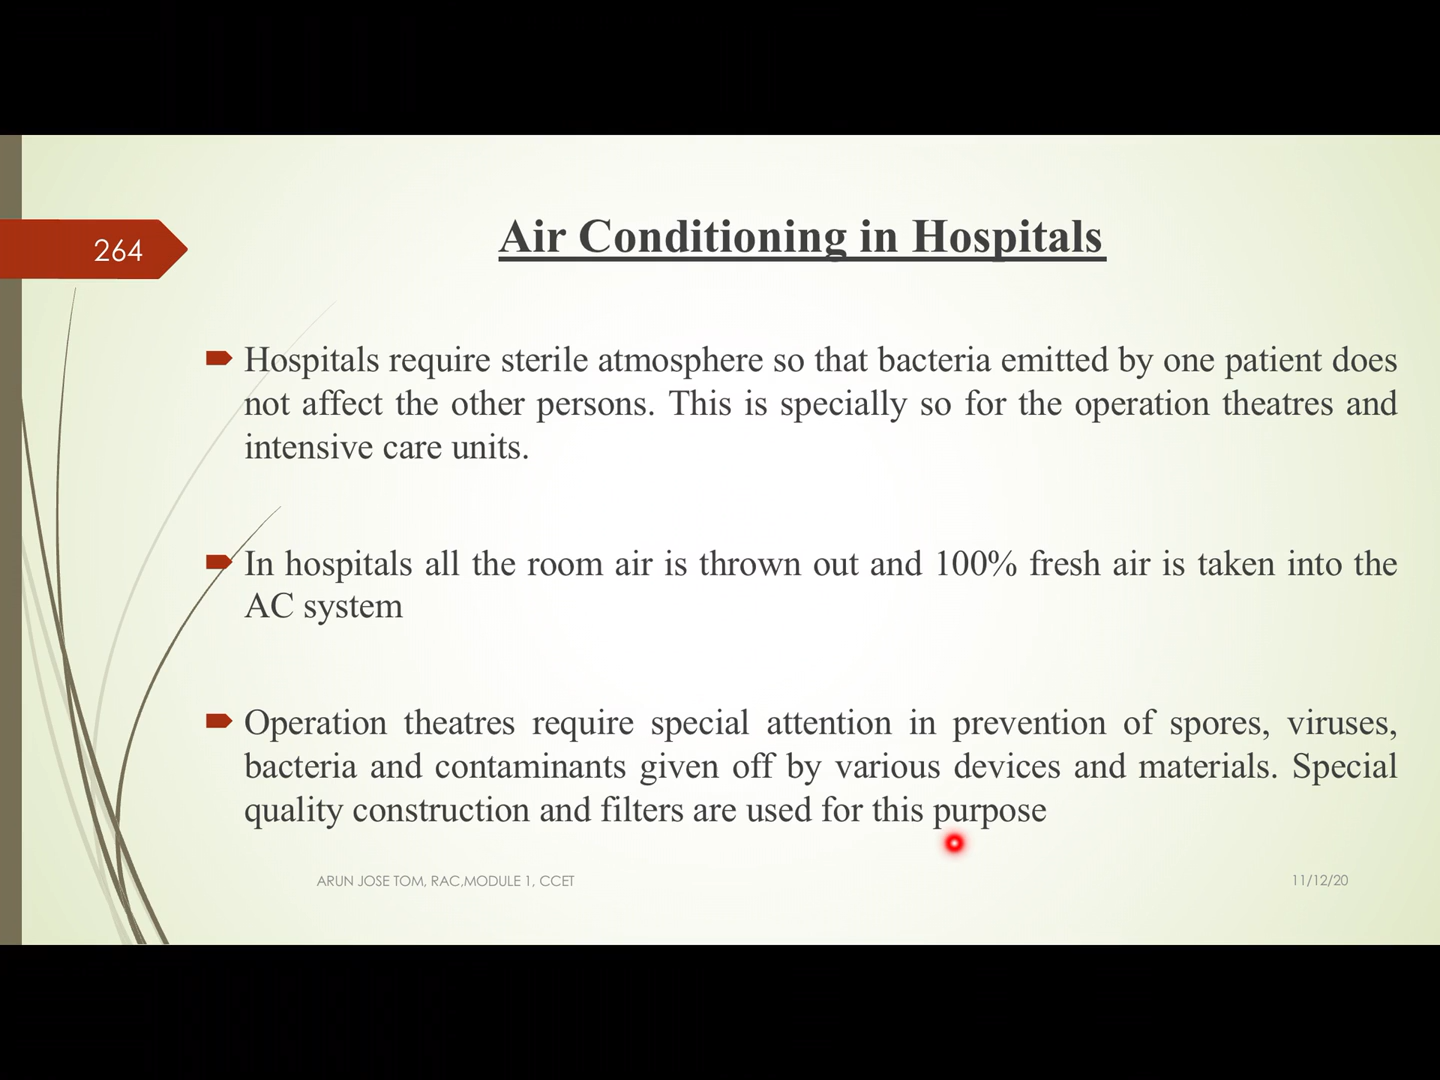 264
Air Conditioning in Hospitals
Hospitals require sterile atmosphere so that bacteria emitted by one patient does
not affect the other persons. This is specially so for the operation theatres and
intensive care units.
In hospitals all the room air is thrown out and 100% fresh air is taken into the
AC system
Operation theatres require special attention in prevention of spores, viruses,
bacteria and contaminants given off by various devices and materials. Special
quality construction and filters are used for this purpose
ARUN JOSE TOM, RAC,MODULE 1, CCET
11/12/20